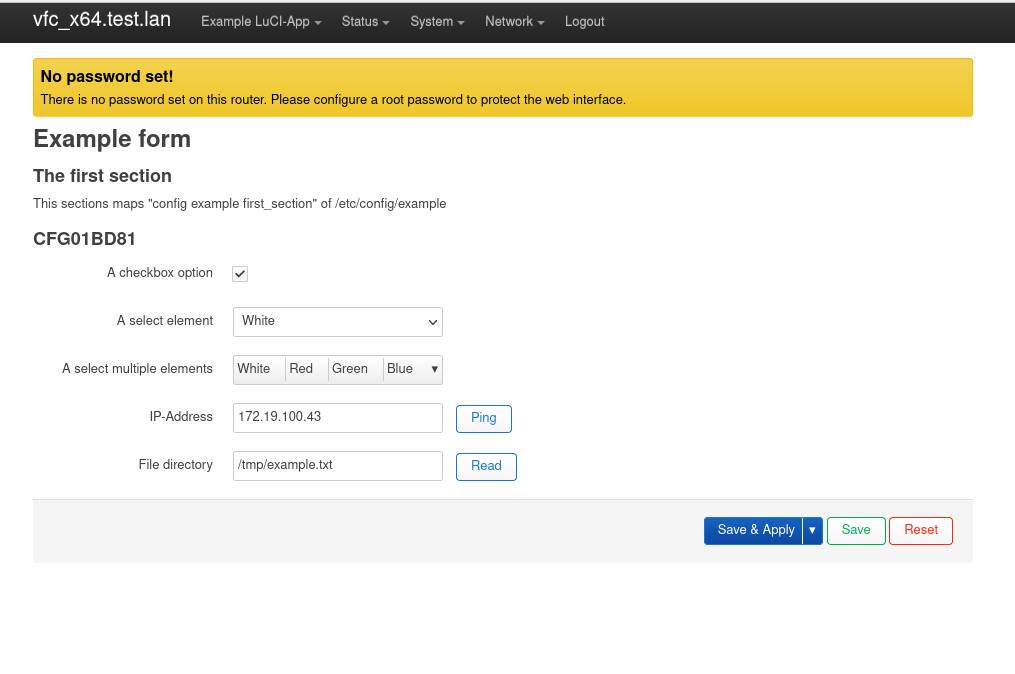 vfc_x64.test.lan Example LuCI-App Status System Network Logout
No password set!
There is no password set on this router. Please configure a root password to protect the web interface.
Example form
The first section
This sections maps "config example first_section" of /etc/config/example
CFG01BD81
A checkbox option
A select element White
A select multiple elements White Red Green Blue
IP-Address 172.19.100.43 Ping
File directory /tmp/example.txt Read
Save & Apply Save Reset